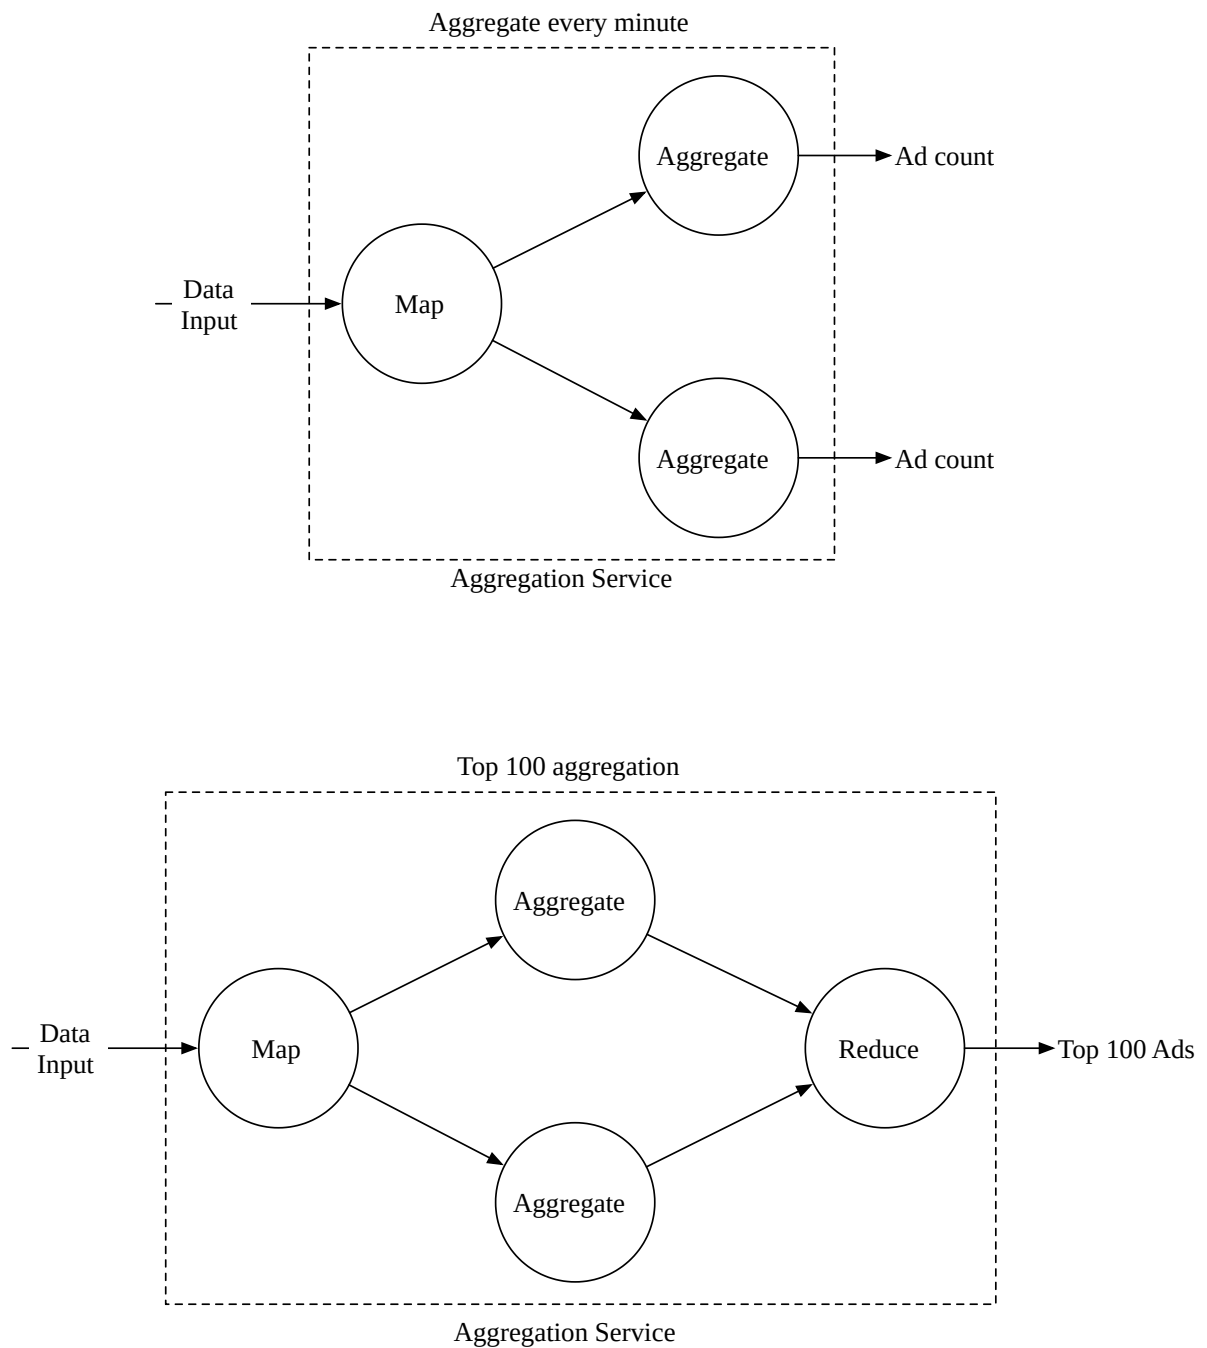 Aggregate every minute
Aggregate
Ad count
Data
Input
Map
Aggregate
Ad count
Aggregation Service
Top 100 aggregation
Aggregate
Data
Input
Map
Reduce
Top 100 Ads
Aggregate
Aggregation Service